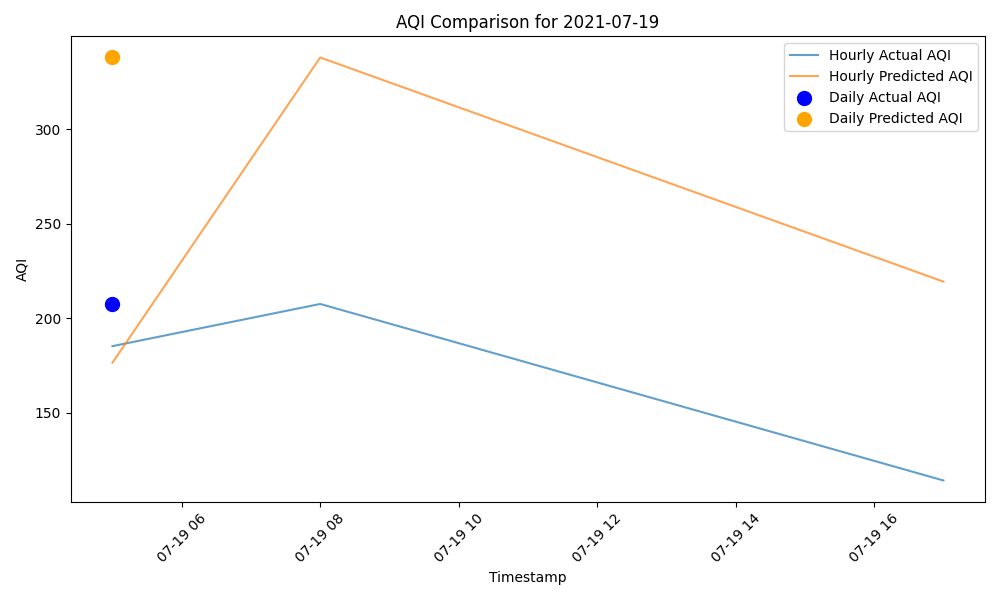 AQI Comparison for 2021-07-19
Hourly Actual AQI
Hourly Predicted AQI
Daily Actual AQI
Daily Predicted AQI
AQI
300
250
200
150
07-19 06
07-19 08
07-19 10
07-19 12
07-19 14
07-19 16
Timestamp